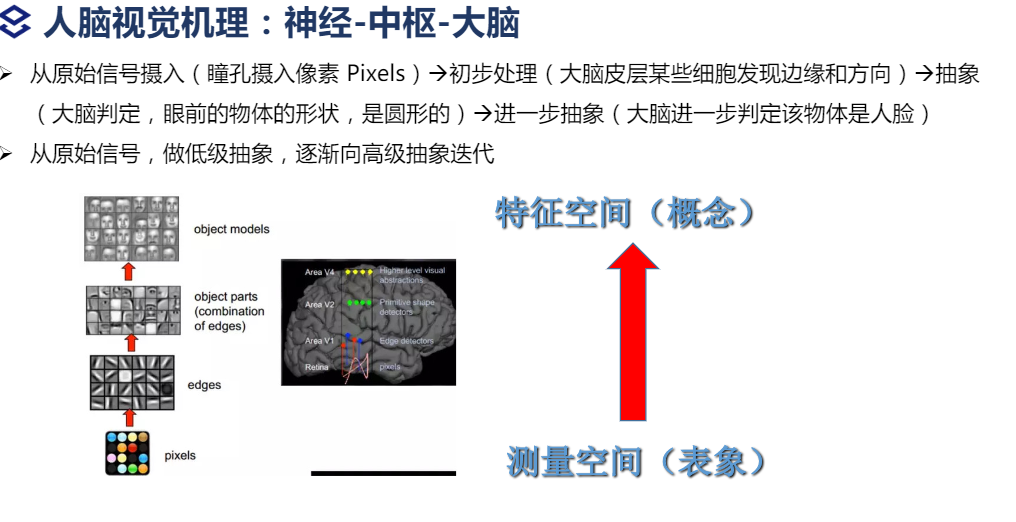 人脑视觉机理：神经-中枢-大脑
从原始信号摄入（瞳孔摄入像素 Pixels）→初步处理（大脑皮层某些细胞发现边缘和方向）→抽象
（大脑判定，眼前的物体的形状，是圆形的）→进一步抽象（大脑进一步判定该物体是人脸）
从原始信号，做低级抽象，逐渐向高级抽象迭代
特征空间（概念）
object models
object parts
(combination
of edges)
edges
pixels
Area V4
Higher level visual
abstractions
Area V2
Primitive shape
detectors
Area V1
Edge detectors
Retina
pixels
测量空间（表象）